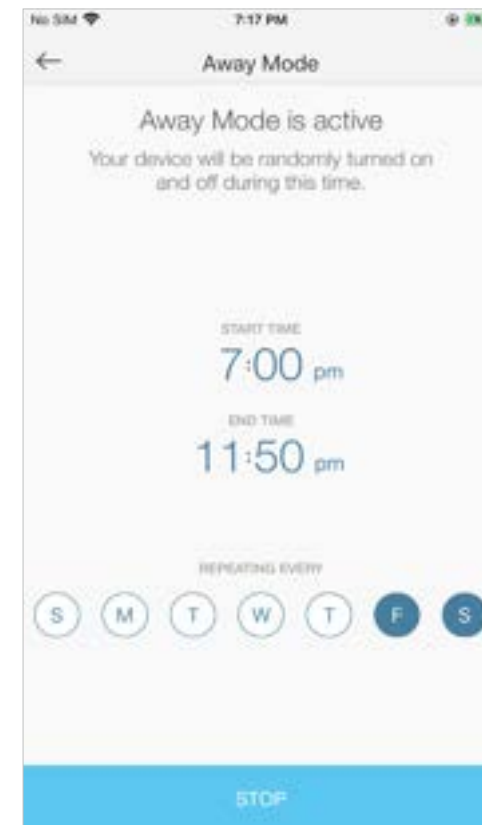 No SIM 7:17 PM
Away Mode
Away Mode is active
Your device will be randomly turned on
and off during this time.
START TIME
7:00 pm
END TIME
11:50 pm
REPEATING EVERY
S M T W T F S
STOP